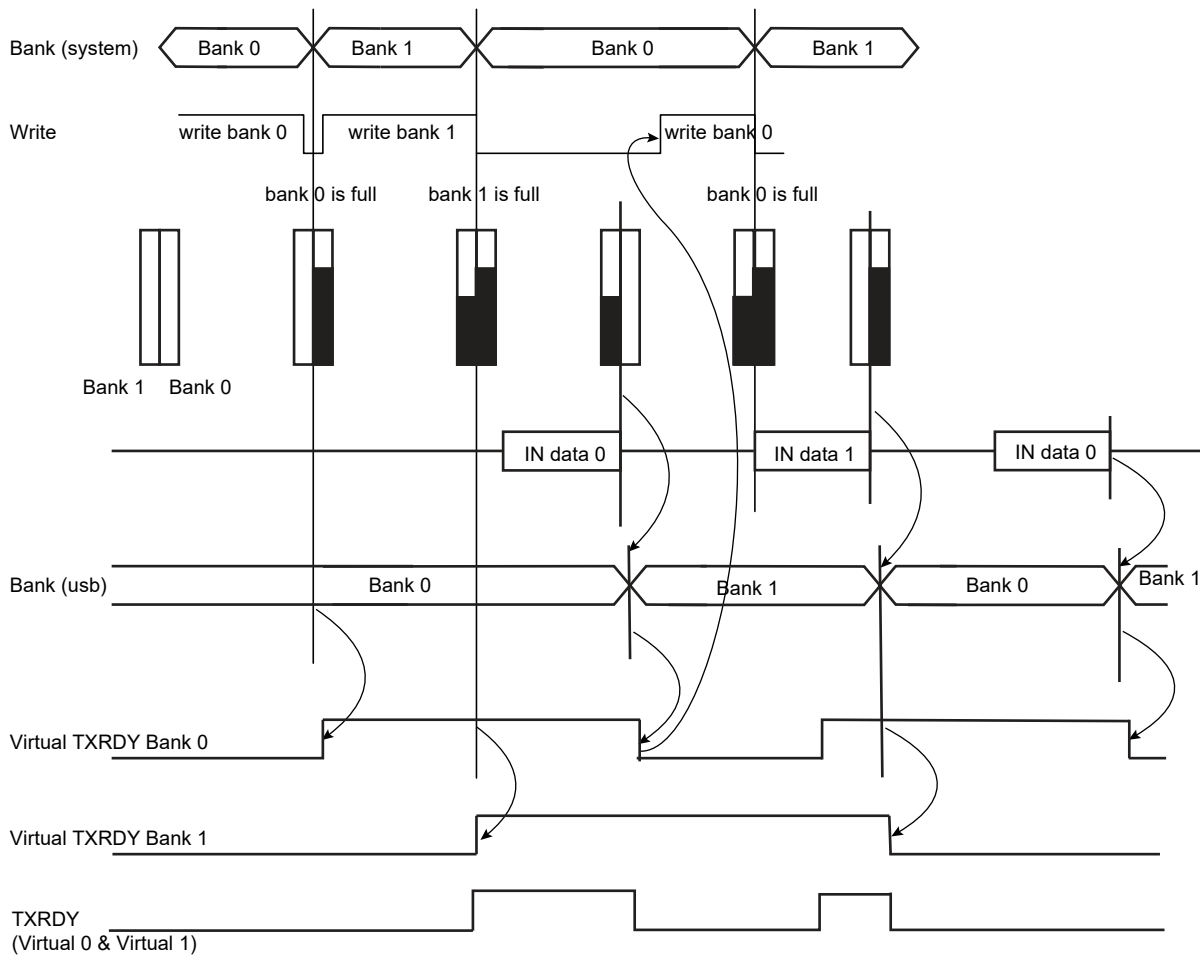 Bank (system)
Bank 0
Bank 1
Bank 0
Bank 1
Write
write bank 0
write bank 1
write bank 0
bank 0 is full
bank 1 is full
bank 0 is full
Bank 1
Bank 0
IN data 0
IN data 1
IN data 0
Bank (usb)
Bank 0
Bank 1
Bank 0
Bank 1
Virtual TXRDY Bank 0
Virtual TXRDY Bank 1
TXRDY
(Virtual 0 & Virtual 1)